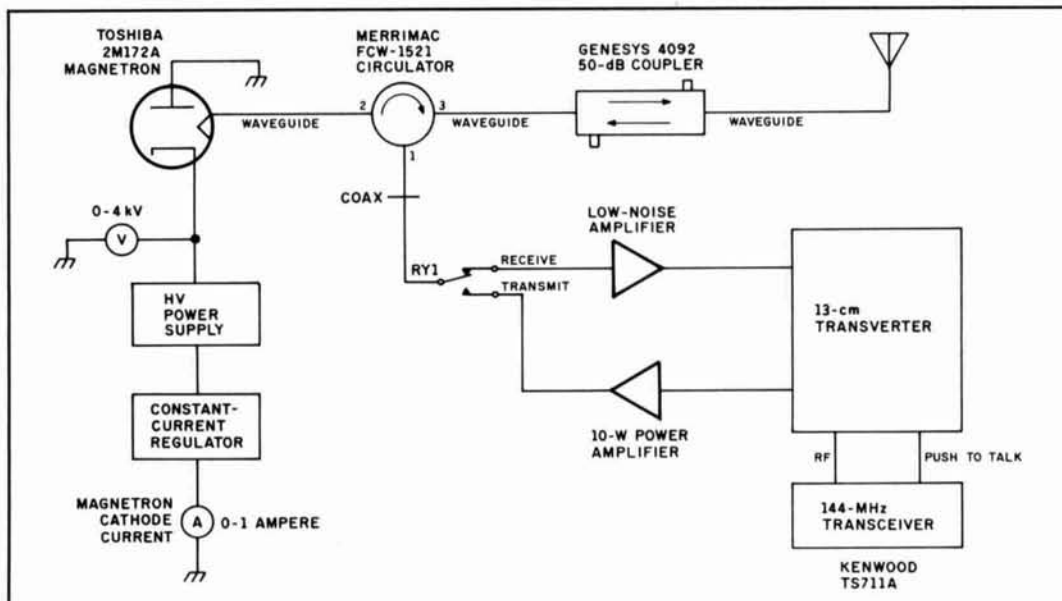 TOSHIBA
2M172A
MAGNETRON
MERRIMAC
FCW-1521
CIRCULATOR
GENESYS 4092
50-dB COUPLER
WAVEGUIDE
2
3
1
WAVEGUIDE
WAVEGUIDE
COAX
0-4 kV
V
HV
POWER
SUPPLY
CONSTANT-
CURRENT
REGULATOR
MAGNETRON
CATHODE
CURRENT
A
0-1 AMPERE
RY1
RECEIVE
TRANSMIT
LOW-NOISE
AMPLIFIER
10-W POWER
AMPLIFIER
13-cm
TRANSVERTER
RF
PUSH TO TALK
144-MHz
TRANSCEIVER
KENWOOD
TS711A